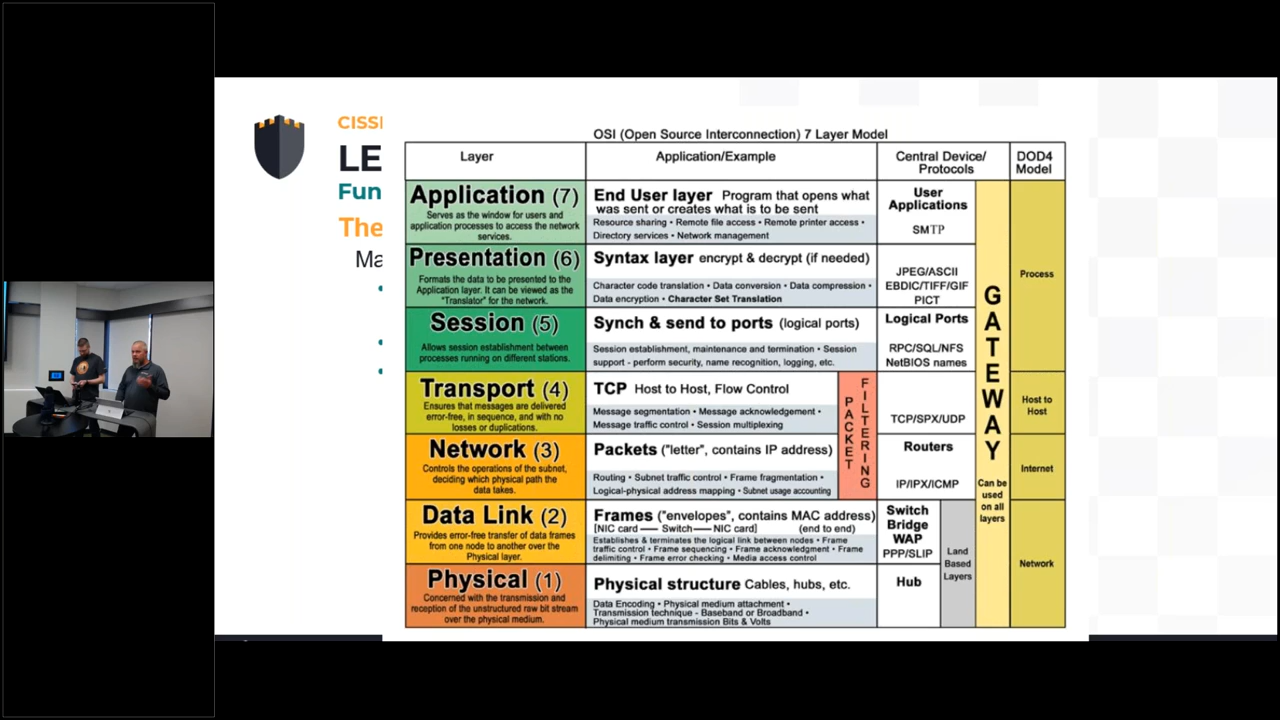 CISSI
LE
Fun
The
Ma
OSI (Open Source Interconnection) 7 Layer Model
Layer
Application/Example
Central Device/
Protocols
DOD4
Model
Application (7)
Serves as the window for users and
application processes to access the network
services.
End User layer Program that opens what
was sent or creates what is to be sent
Resource sharing • Remote file access • Remote printer access •
Directory services • Network management
User
Applications
SMTP
Presentation (6)
Formats the data to be presented to the
Application layer. It can be viewed as the
"Translator" for the network.
Syntax layer encrypt & decrypt (if needed)
Character code translation • Data conversion • Data compression •
Data encryption • Character Set Translation
JPEG/ASCII
EBDIC/TIFF/GIF
PICT
Session (5)
Allows session establishment between
processes running on different stations.
Synch & send to ports (logical ports)
Session establishment, maintenance and termination • Session
support - perform security, name recognition, logging, etc.
Logical Ports
RPC/SQL/NFS
NetBIOS names
Process
Transport (4)
Ensures that messages are delivered
error-free, in sequence, and with no
losses or duplications.
TCP Host to Host, Flow Control
Message segmentation • Message acknowledgement •
Message traffic control • Session multiplexing
TCP/SPX/UDP
Host to
Host
Network (3)
Controls the operations of the subnet,
deciding which physical path the
data takes.
Packets ("letter", contains IP address)
Routing • Subnet traffic control • Frame fragmentation •
Logical-physical address mapping • Subnet usage accounting
PACKET
FILTERING
Routers
IP/IPX/ICMP
Internet
Data Link (2)
Provides error-free transfer of data frames
from one node to another over the
Physical layer.
Frames ("envelopes", contains MAC address)
[NIC card — Switch — NIC card] (end to end)
Establishes & terminates the logical link between nodes • Frame
traffic control • Frame sequencing • Frame acknowledgment • Frame
delimiting • Frame error checking • Media access control
Switch
Bridge
WAP
PPP/SLIP
Physical (1)
Concerned with the transmission and
reception of the unstructured raw bit stream
over the physical medium.
Physical structure Cables, hubs, etc.
Data Encoding • Physical medium attachment •
Transmission technique - Baseband or Broadband •
Physical medium transmission Bits & Volts
Hub
Land
Based
Layers
GATEWAY
Can be
used
on all
layers
Network